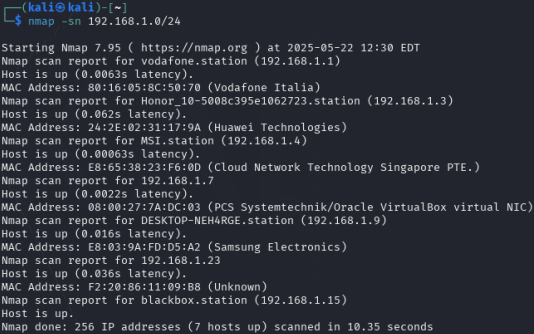 ┌──(kali㉿kali)-[~]
└─$ nmap -sn 192.168.1.0/24
Starting Nmap 7.95 ( https://nmap.org ) at 2025-05-22 12:30 EDT
Nmap scan report for vodafone.station (192.168.1.1)
Host is up (0.0063s latency).
MAC Address: 80:16:05:8C:50:70 (Vodafone Italia)
Nmap scan report for Honor_10-5008c395e1062723.station (192.168.1.3)
Host is up (0.062s latency).
MAC Address: 24:2E:02:31:17:9A (Huawei Technologies)
Nmap scan report for MSI.station (192.168.1.4)
Host is up (0.00063s latency).
MAC Address: E8:65:38:23:F6:0D (Cloud Network Technology Singapore PTE.)
Nmap scan report for 192.168.1.7
Host is up (0.0022s latency).
MAC Address: 08:00:27:7A:DC:03 (PCS Systemtechnik/Oracle VirtualBox virtual NIC)
Nmap scan report for DESKTOP-NEH4RGE.station (192.168.1.9)
Host is up (0.016s latency).
MAC Address: E8:03:9A:FD:D5:A2 (Samsung Electronics)
Nmap scan report for 192.168.1.23
Host is up (0.036s latency).
MAC Address: F2:20:86:11:09:B8 (Unknown)
Nmap scan report for blackbox.station (192.168.1.15)
Host is up.
Nmap done: 256 IP addresses (7 hosts up) scanned in 10.35 seconds